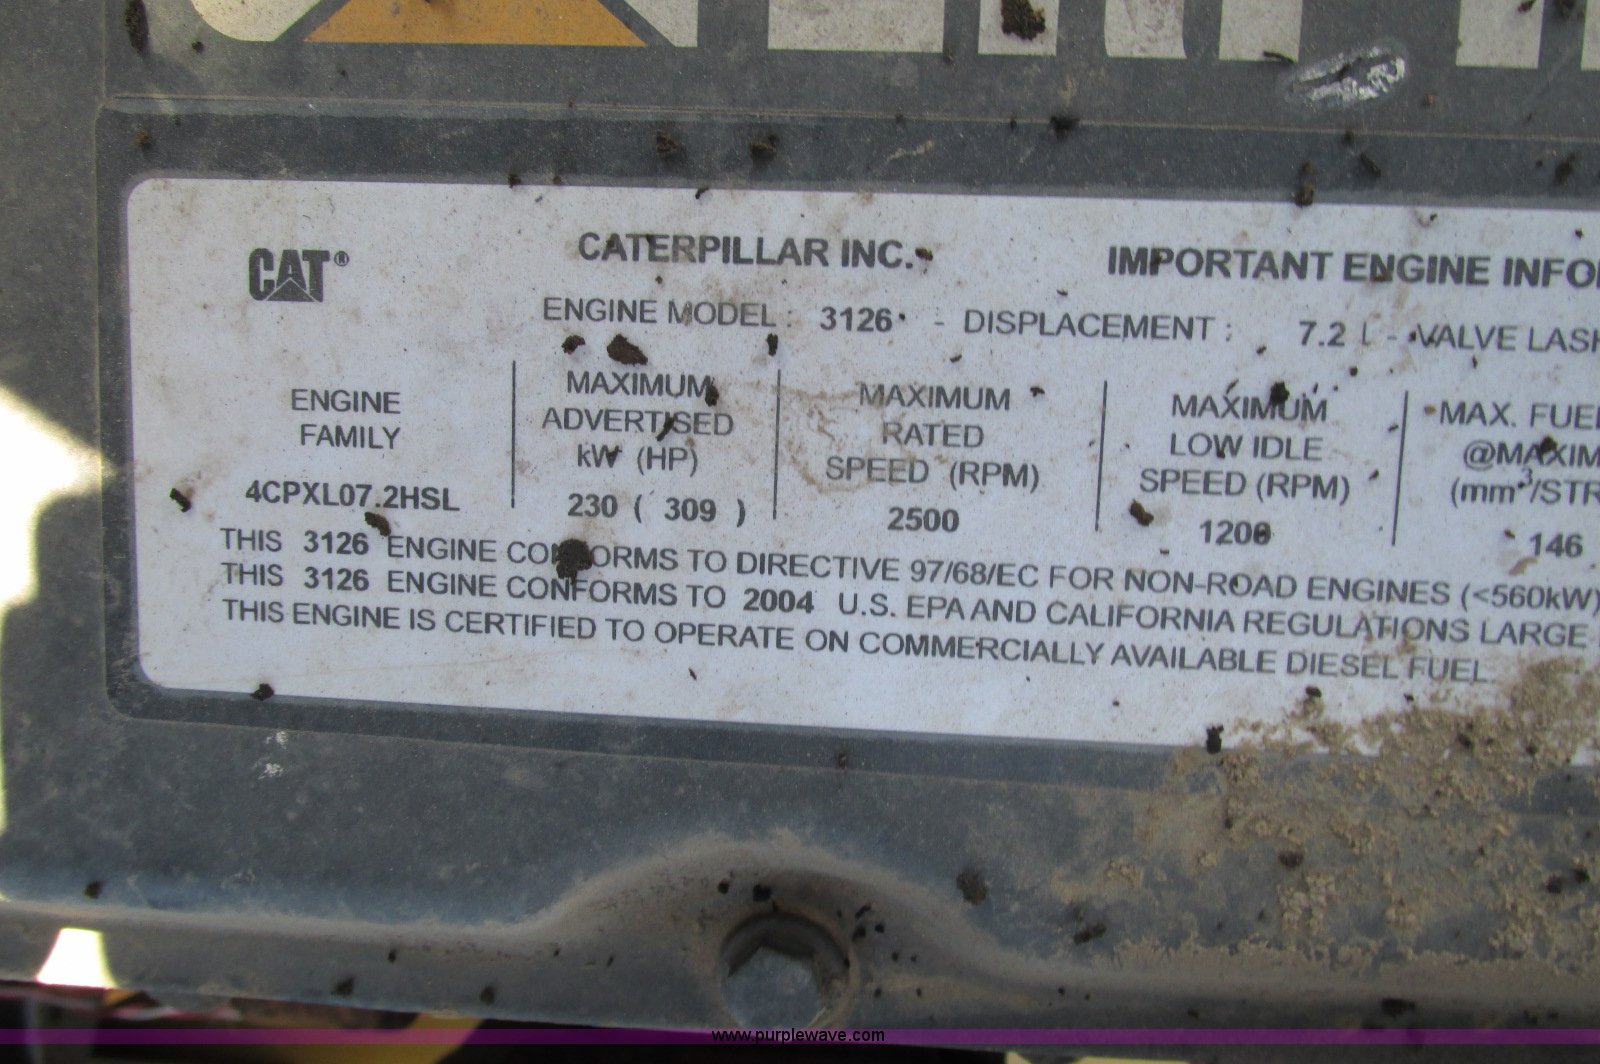 CAT®
CATERPILLAR INC.
IMPORTANT ENGINE
ENGINE MODEL : 3126 - DISPLACEMENT : 7.2 L - VALVE LASH
ENGINE FAMILY
4CPXL07.2HSL
MAXIMUM
ADVERTISED
kW (HP)
230 ( 309 )
MAXIMUM
RATED
SPEED (RPM)
2500
MAXIMUM
LOW IDLE
SPEED (RPM)
1200
MAX. FUEL
(mm³/STR
146
THIS 3126 ENGINE CONFORMS TO DIRECTIVE 97/68/EC FOR NON-ROAD ENGINES (<560kW)
THIS 3126 ENGINE CONFORMS TO 2004 U.S. EPA AND CALIFORNIA REGULATIONS LARGE
THIS ENGINE IS CERTIFIED TO OPERATE ON COMMERCIALLY AVAILABLE DIESEL FUEL
www.purplewave.com